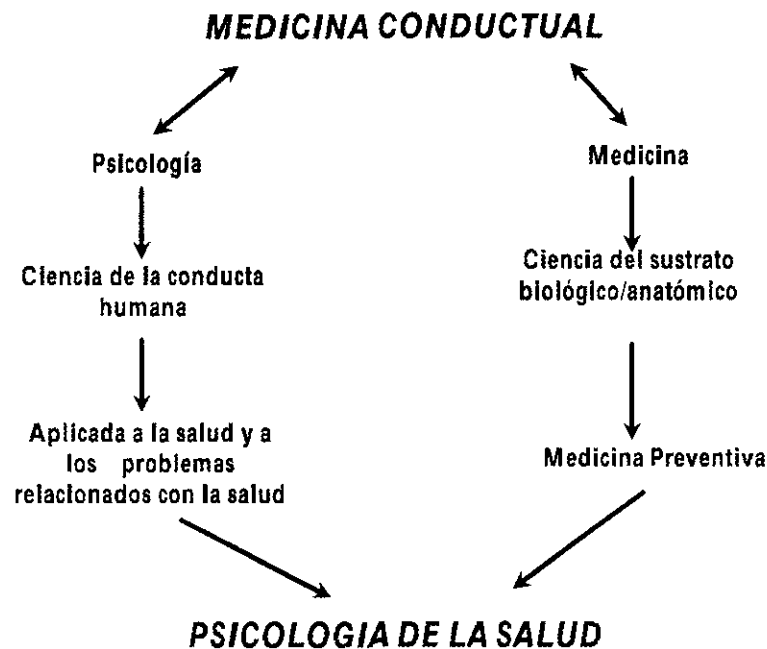 MEDICINA CONDUCTUAL
Psicología
Medicina
Ciencia de la conducta
humana
Ciencia del sustrato
biológico/anatómico
Aplicada a la salud y a
los problemas
relacionados con la salud
Medicina Preventiva
PSICOLOGIA DE LA SALUD